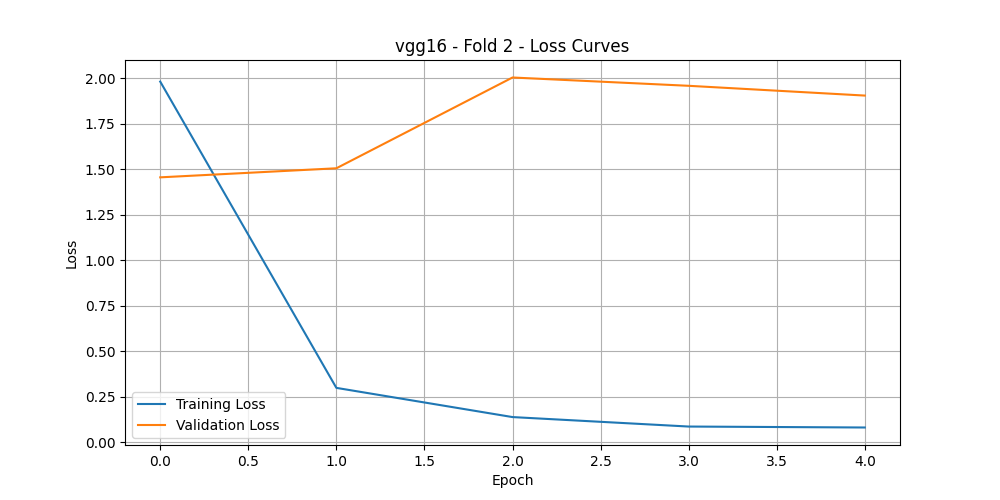 vgg16 - Fold 2 - Loss Curves
Loss
2.00
1.75
1.50
1.25
1.00
0.75
0.50
0.25
0.00
Training Loss
Validation Loss
0.0 0.5 1.0 1.5 2.0 2.5 3.0 3.5 4.0
Epoch